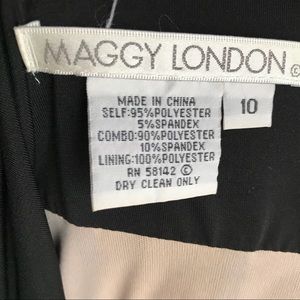 MAGGY LONDON ©
10
MADE IN CHINA
SELF:95%POLYESTER
5%SPANDEX
COMBO:90%POLYESTER
10%SPANDEX
LINING:100%POLYESTER
RN 58142 ©
DRY CLEAN ONLY